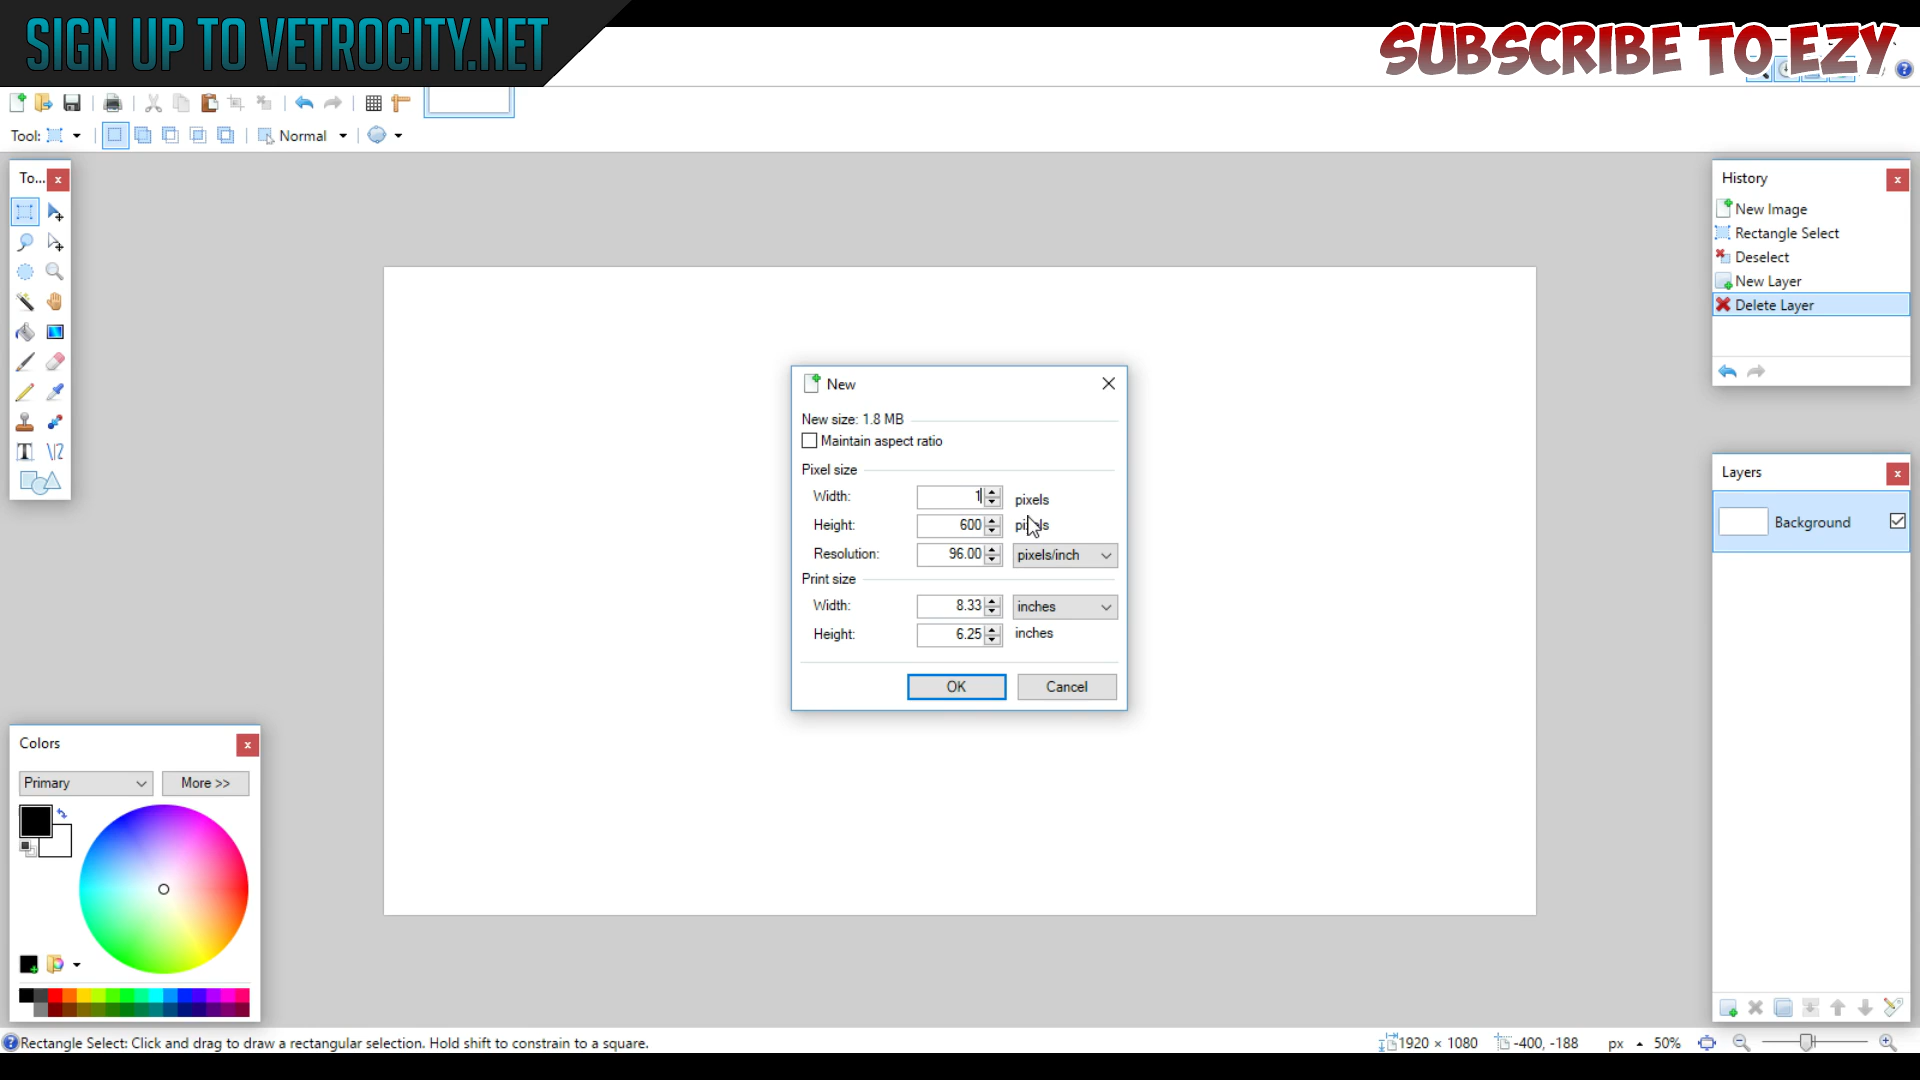 SIGN UP TO VETROCITY.NET
SUBSCRIBE TO EZY
Tool:
Normal
To...
History
New Image
Rectangle Select
Deselect
New Layer
Delete Layer
New
New size: 1.8 MB
Maintain aspect ratio
Pixel size
Width: 1 pixels
Height: 600 pixels
Resolution: 96.00 pixels/inch
Print size
Width: 8.33 inches
Height: 6.25 inches
OK Cancel
Layers
Background
Colors
Primary More >>
Rectangle Select: Click and drag to draw a rectangular selection. Hold shift to constrain to a square.
1920 × 1080 -400, -188 px 50%